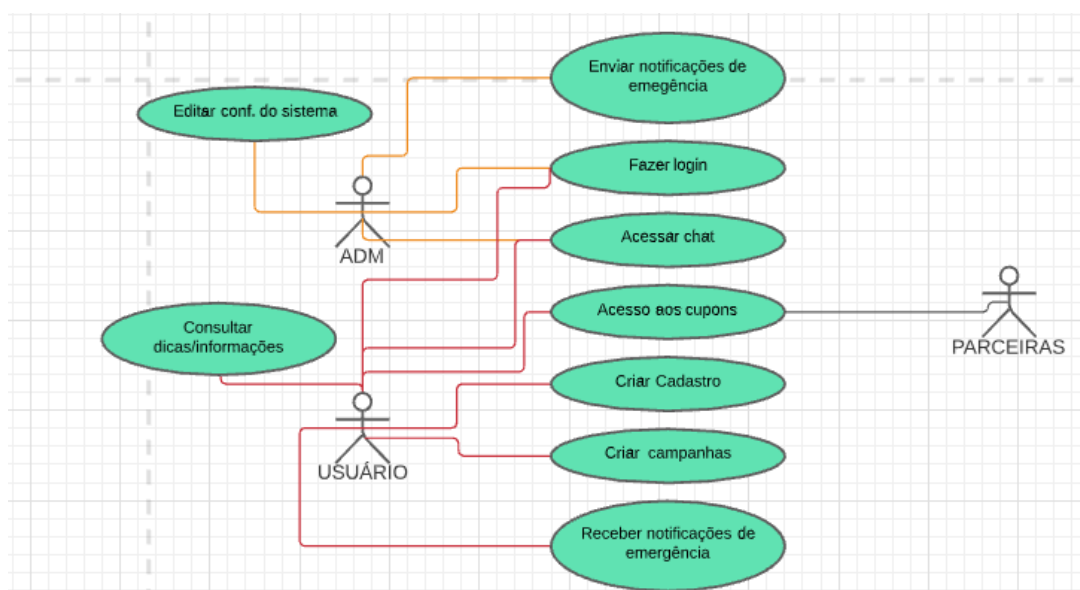 Enviar notificações de
emegência
Editar conf. do sistema
Fazer login
ADM
Acessar chat
Acesso aos cupons
PARCEIRAS
Consultar
dicas/informações
Criar Cadastro
USUÁRIO
Criar campanhas
Receber notificações de
emergência